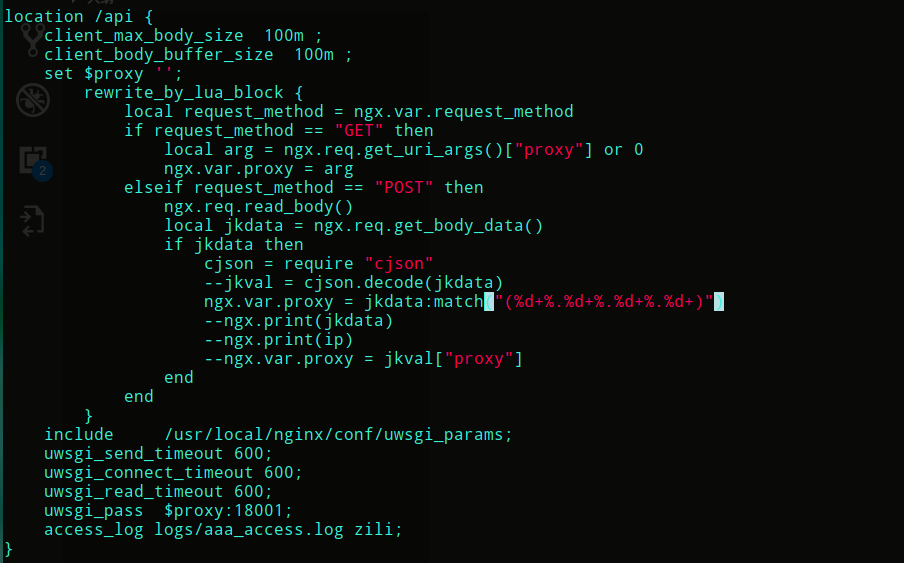 location /api {
    client_max_body_size  100m ;
    client_body_buffer_size  100m ;
    set $proxy '';
        rewrite_by_lua_block {
            local request_method = ngx.var.request_method
            if request_method == "GET" then
                local arg = ngx.req.get_uri_args()["proxy"] or 0
                ngx.var.proxy = arg
            elseif request_method == "POST" then
                ngx.req.read_body()
                local jkdata = ngx.req.get_body_data()
                if jkdata then
                    cjson = require "cjson"
                    --jkval = cjson.decode(jkdata)
                    ngx.var.proxy = jkdata:match("(%d+%.%d+%.%d+%.%d+)")
                    --ngx.print(jkdata)
                    --ngx.print(ip)
                    --ngx.var.proxy = jkval["proxy"]
                end
            end
        }
    include     /usr/local/nginx/conf/uwsgi_params;
    uwsgi_send_timeout 600;
    uwsgi_connect_timeout 600;
    uwsgi_read_timeout 600;
    uwsgi_pass  $proxy:18001;
    access_log logs/aaa_access.log zili;
}
2